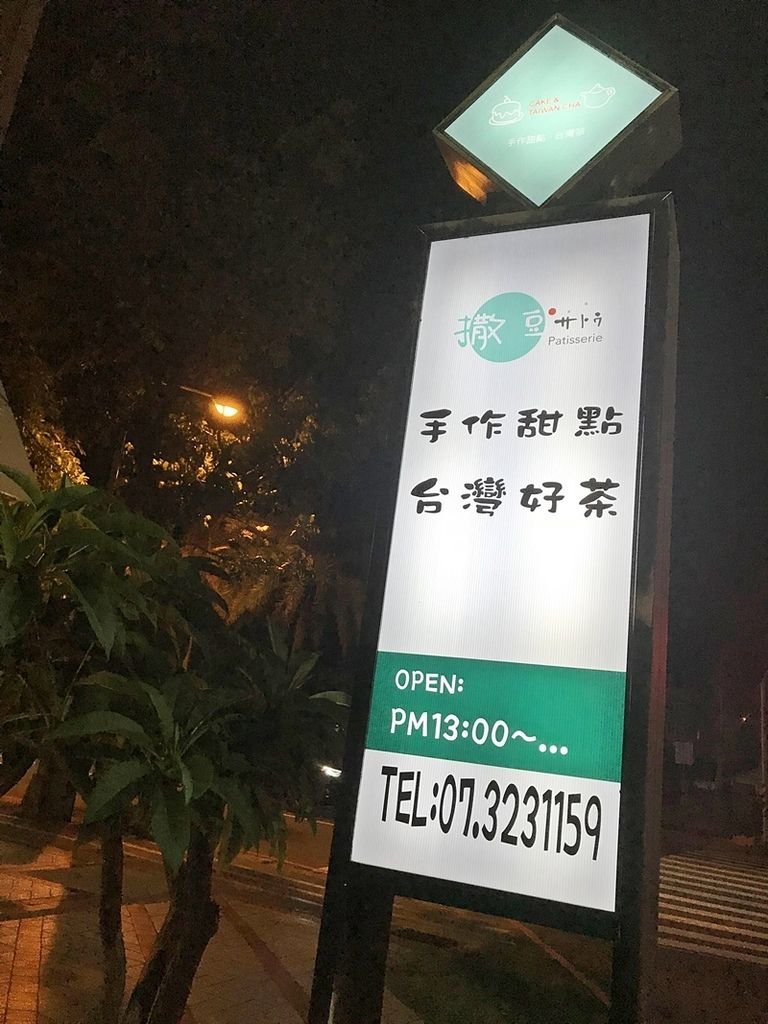 CAKE &
TAIWAN CHA
手作甜點 台灣茶
撒豆 サトウ
Patisserie
手作甜點
台灣好茶
OPEN:
PM13:00～...
TEL:07.3231159